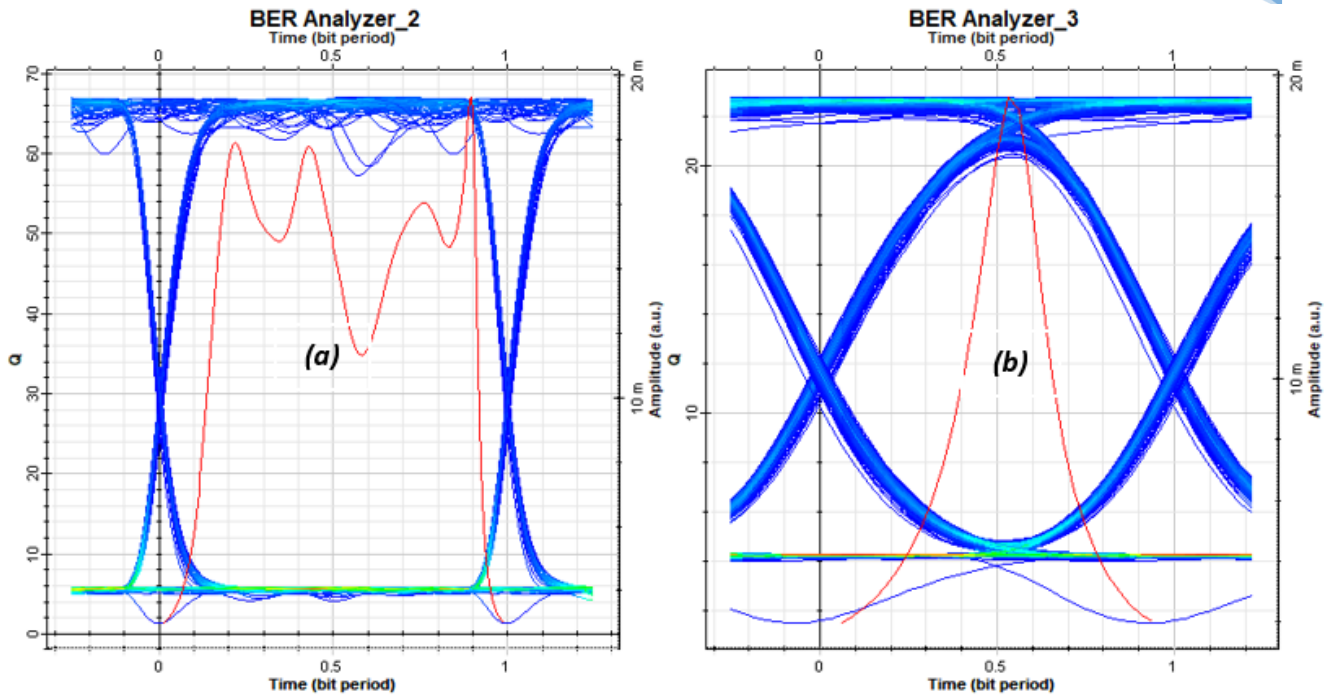 BER Analyzer_2
Time (bit period)
0 0.5 1
70
60
50
40
30
20
10
0
Q
20 m
10 m
Amplitude (a.u.)
(a)
0 0.5 1
Time (bit period)
BER Analyzer_3
Time (bit period)
0 0.5 1
20
10
Q
20 m
10 m
Amplitude (a.u.)
(b)
0 0.5 1
Time (bit period)